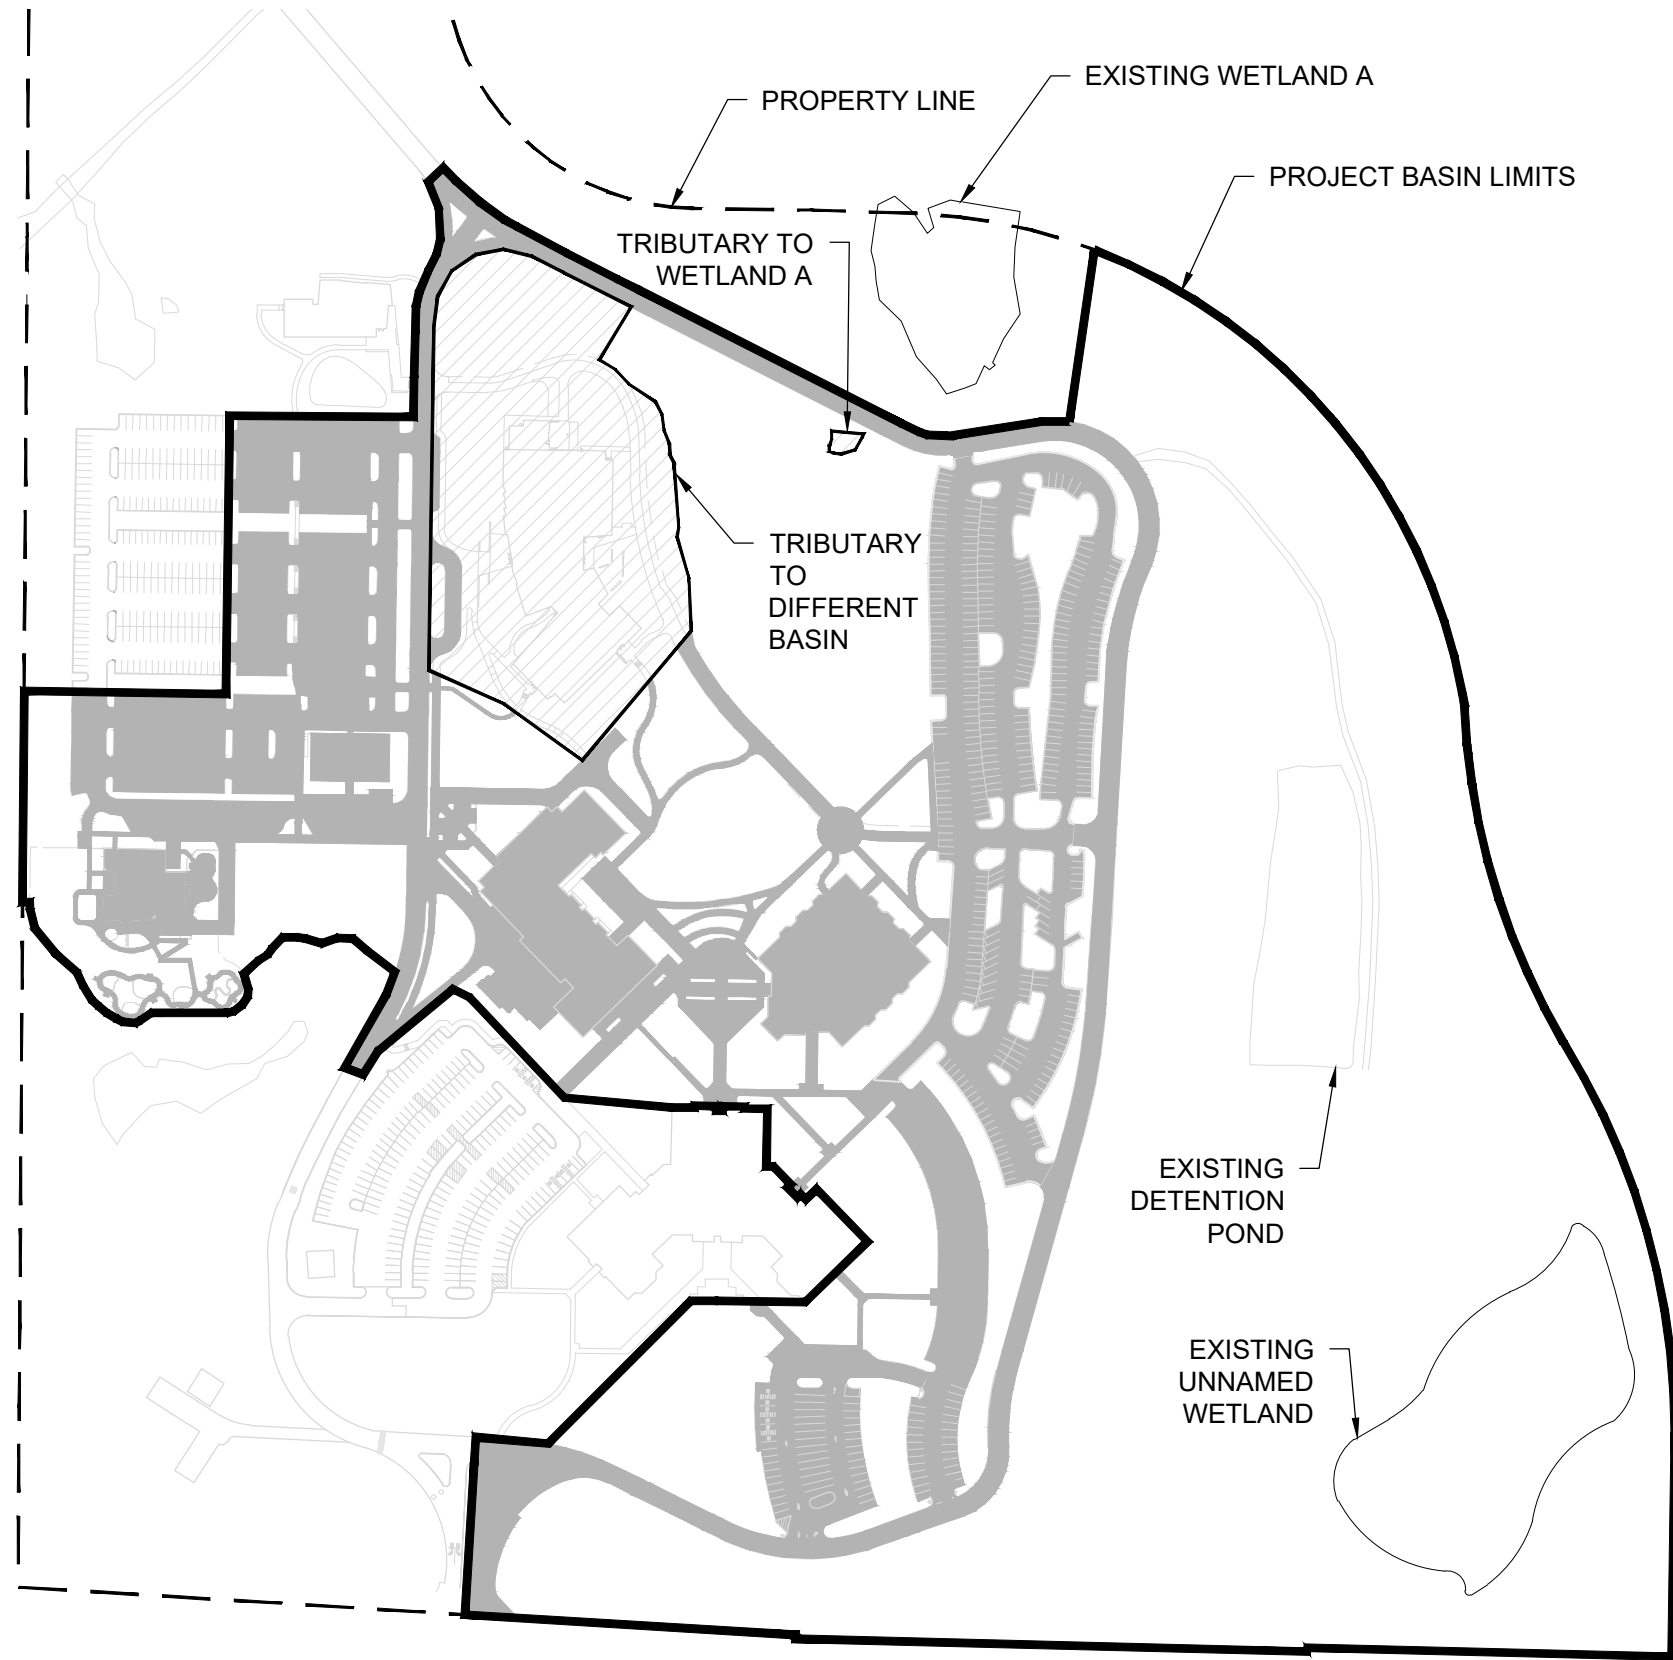 EXISTING WETLAND A
PROPERTY LINE
PROJECT BASIN LIMITS
TRIBUTARY TO
WETLAND A
TRIBUTARY
TO
DIFFERENT
BASIN
EXISTING
DETENTION
POND
EXISTING
UNNAMED
WETLAND